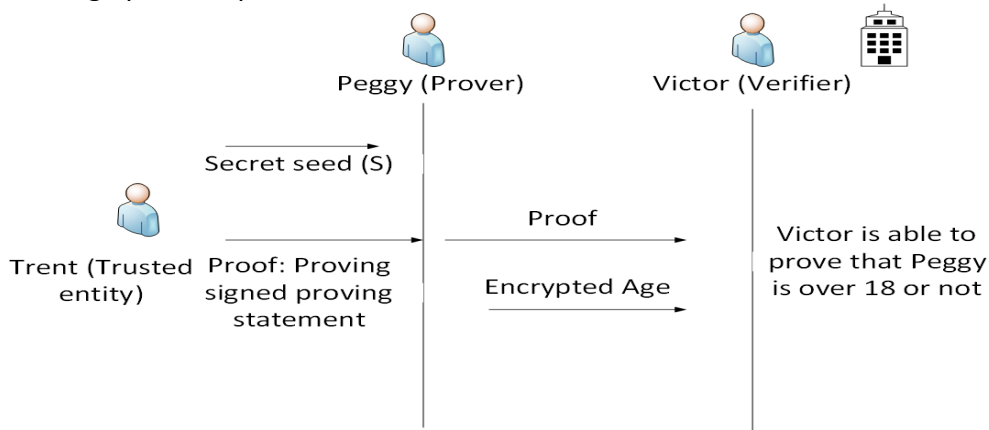 Peggy (Prover)
Victor (Verifier)
Secret seed (S)
Trent (Trusted
entity)
Proof: Proving
signed proving
statement
Proof
Encrypted Age
Victor is able to
prove that Peggy
is over 18 or not